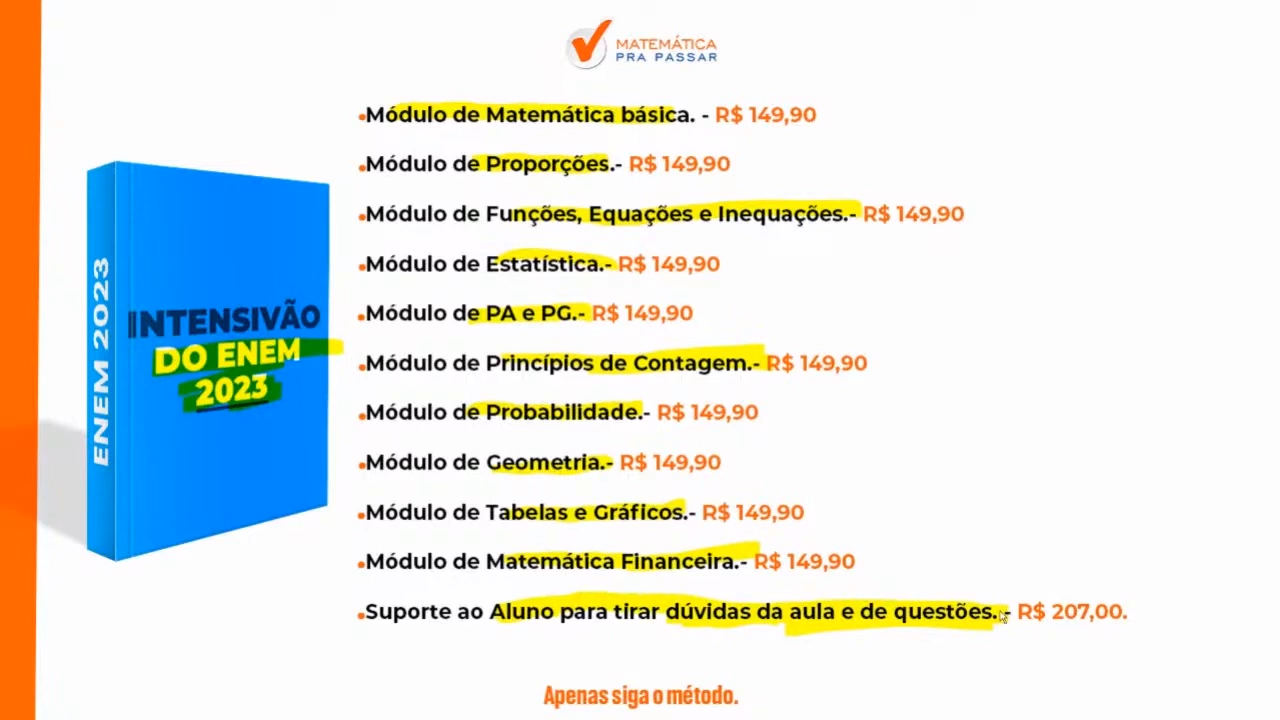 MATEMÁTICA
PRA PASSAR
•Módulo de Matemática básica. - R$ 149,90
•Módulo de Proporções.- R$ 149,90
•Módulo de Funções, Equações e Inequações.- R$ 149,90
•Módulo de Estatística.- R$ 149,90
•Módulo de PA e PG.- R$ 149,90
•Módulo de Princípios de Contagem.- R$ 149,90
•Módulo de Probabilidade.- R$ 149,90
•Módulo de Geometria.- R$ 149,90
•Módulo de Tabelas e Gráficos.- R$ 149,90
•Módulo de Matemática Financeira.- R$ 149,90
•Suporte ao Aluno para tirar dúvidas da aula e de questões. - R$ 207,00.
ENEM 2023
INTENSIVÃO
DO ENEM
2023
Apenas siga o método.